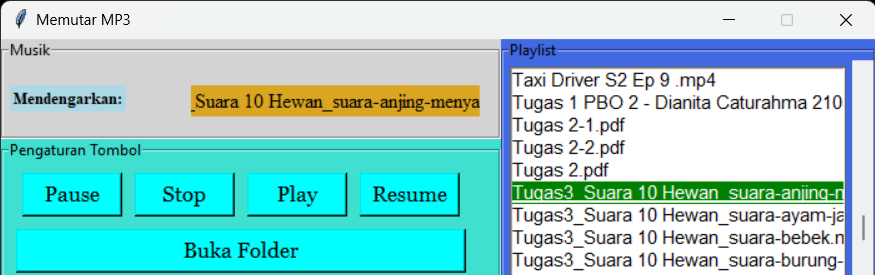 Memutar MP3
Musik
Mendengarkan:
_Suara 10 Hewan_suara-anjing-menya
Pengaturan Tombol
Pause
Stop
Play
Resume
Buka Folder
Playlist
Taxi Driver S2 Ep 9 .mp4
Tugas 1 PBO 2 - Dianita Caturahma 210
Tugas 2-1.pdf
Tugas 2-2.pdf
Tugas 2.pdf
Tugas3_Suara 10 Hewan_suara-anjing-m
Tugas3_Suara 10 Hewan_suara-ayam-ja
Tugas3_Suara 10 Hewan_suara-bebek.m
Tugas3_Suara 10 Hewan_suara-burung-